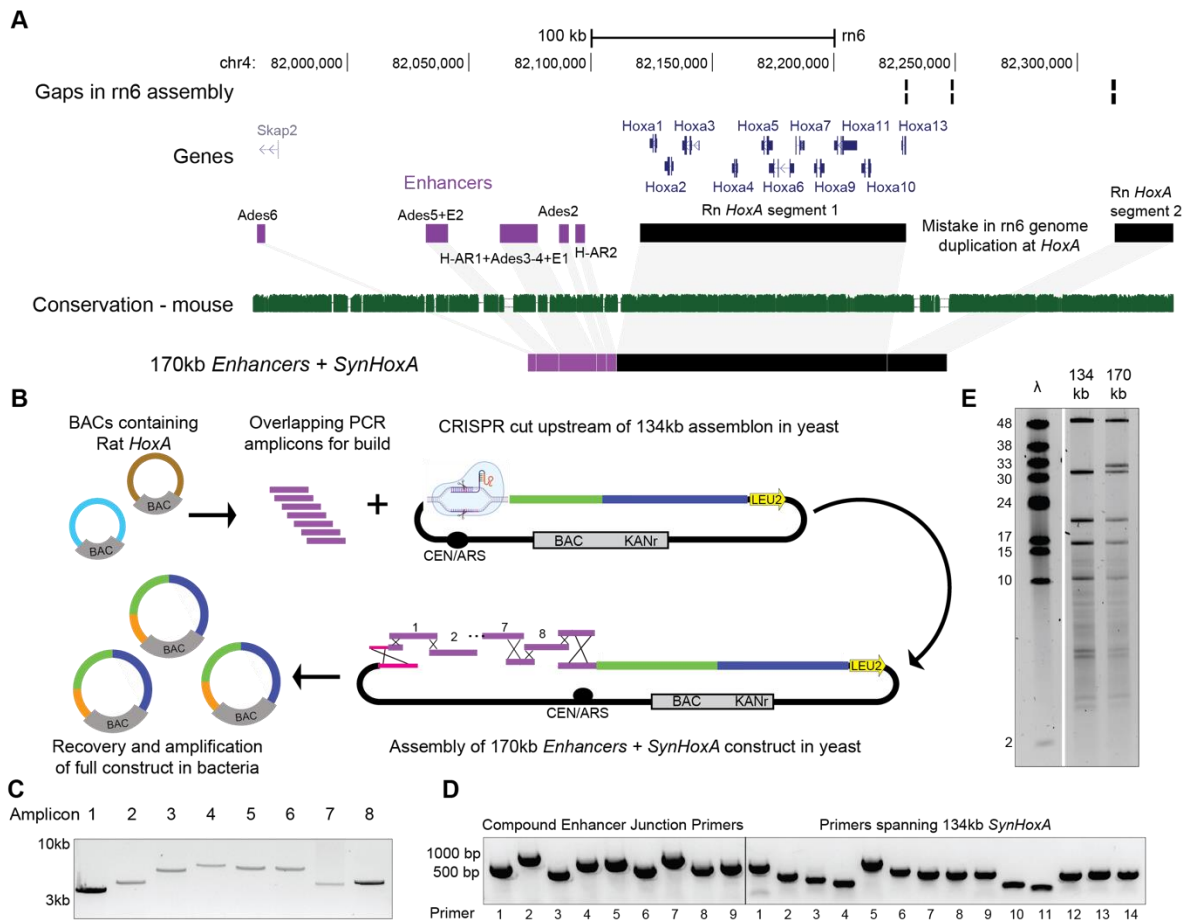 A
100 kb
rn6
chr4: 82,000,000 82,050,000 82,100,000 82,150,000 82,200,000 82,250,000 82,300,000
Gaps in rn6 assembly
Genes
Skap2
Hoxa1 Hoxa3 Hoxa5 Hoxa7 Hoxa11 Hoxa13
Hoxa2 Hoxa4 Hoxa6 Hoxa9 Hoxa10
Enhancers
Ades6
Ades5+E2
Ades2
H-AR1+Ades3-4+E1
H-AR2
Rn HoxA segment 1
Mistake in rn6 genome
duplication at HoxA
Rn HoxA
segment 2
Conservation - mouse
170kb Enhancers + SynHoxA
B
BACs containing
Rat HoxA
BAC
BAC
Overlapping PCR
amplicons for build
+
CRISPR cut upstream of 134kb assemblon in yeast
LEU2
CEN/ARS
BAC KANr
1 2 ... 7 8
LEU2
CEN/ARS
BAC KANr
Assembly of 170kb Enhancers + SynHoxA construct in yeast
BAC
BAC
BAC
Recovery and amplification
of full construct in bacteria
E
λ
134
kb
170
kb
48
38
33
30
24
17
15
10
2
C
Amplicon 1 2 3 4 5 6 7 8
10kb
3kb
D
Compound Enhancer Junction Primers
Primers spanning 134kb SynHoxA
1000 bp
500 bp
Primer 1 2 3 4 5 6 7 8 9 1 2 3 4 5 6 7 8 9 10 11 12 13 14